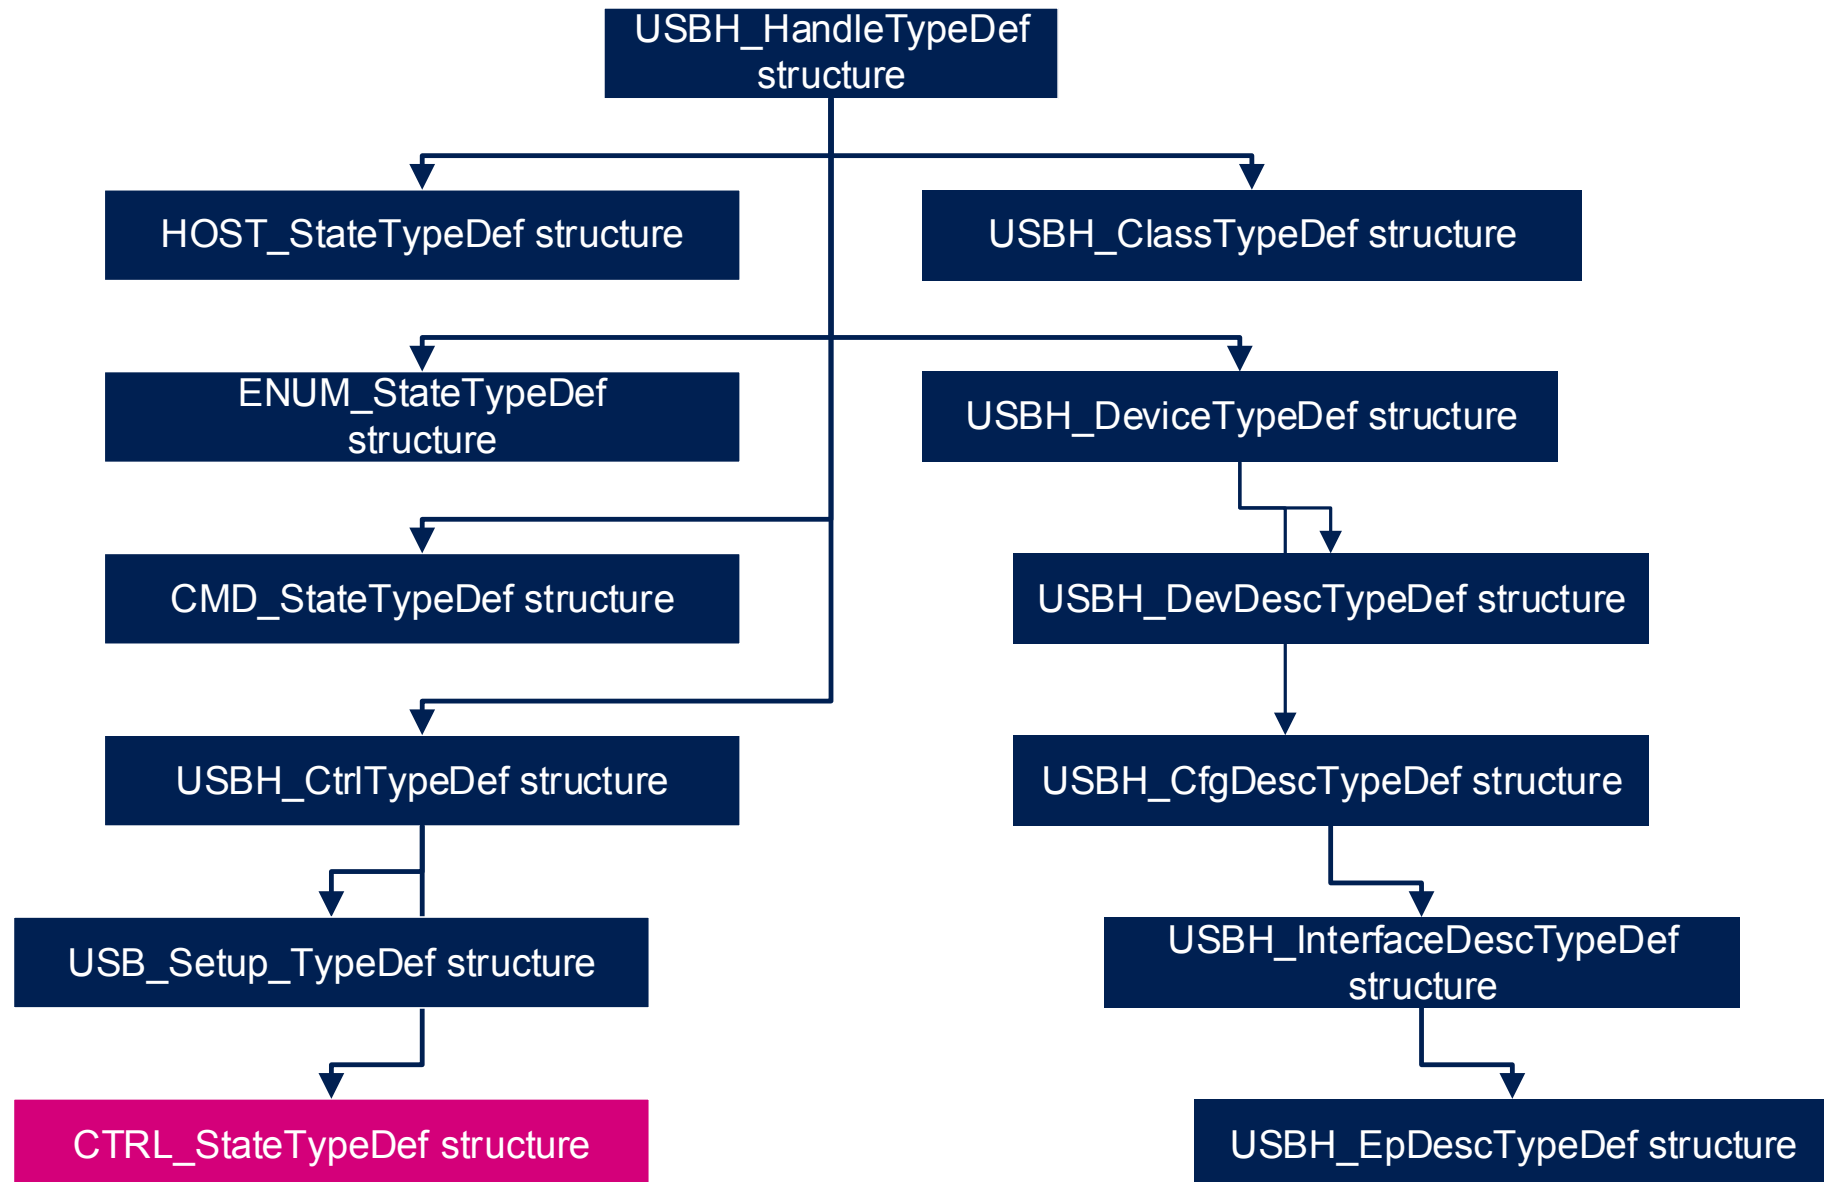 USBH_HandleTypeDef
structure
HOST_StateTypeDef structure
USBH_ClassTypeDef structure
ENUM_StateTypeDef
structure
USBH_DeviceTypeDef structure
CMD_StateTypeDef structure
USBH_DevDescTypeDef structure
USBH_CtrlTypeDef structure
USBH_CfgDescTypeDef structure
USB_Setup_TypeDef structure
USBH_InterfaceDescTypeDef
structure
CTRL_StateTypeDef structure
USBH_EpDescTypeDef structure